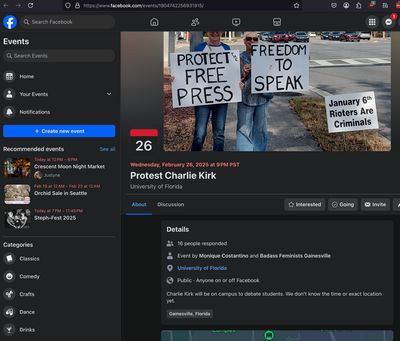 https://www.facebook.com/events/1904742256931915/
Search Facebook
Events
Search Events
Home
Your Events
Notifications
+ Create new event
Recommended events
See all
Today at 12 PM – 6 PM
Crescent Moon Night Market
Justyne
Feb 19 at 12 AM – Feb 23 at 12 AM
Orchid Sale in Seattle
Today at 7 PM – 11:45 PM
Steph-Fest 2025
Categories
Classics
Comedy
Crafts
Dance
Drinks
PROTECT
FREE
PRESS
FREEDOM
TO
SPEAK
January 6th
Rioters Are
Criminals
26
Wednesday, February 26, 2025 at 9 PM PST
Protest Charlie Kirk
University of Florida
About
Discussion
Interested
Going
Invite
Details
16 people responded
Event by Monique Costantino and Badass Feminists Gainesville
University of Florida
Public · Anyone on or off Facebook
Charlie Kirk will be on campus to debate students. We don't know the time or exact location
yet.
Gainesville, Florida